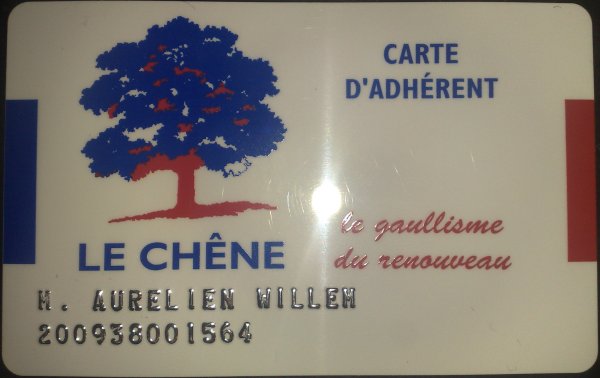 CARTE
D'ADHÉRENT
le gaullisme
du renouveau
LE CHÊNE
M. AURELIEN WILLEM
200938001564